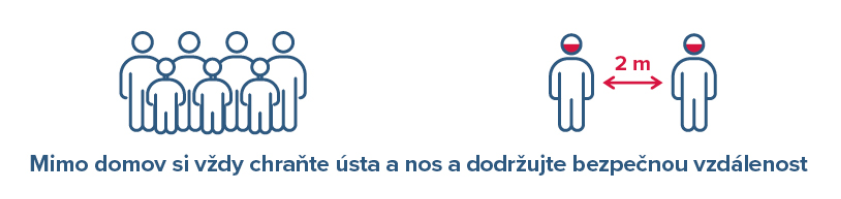 2 m
Mimo domov si vždy chraňte ústa a nos a dodržujte bezpečnou vzdálenost